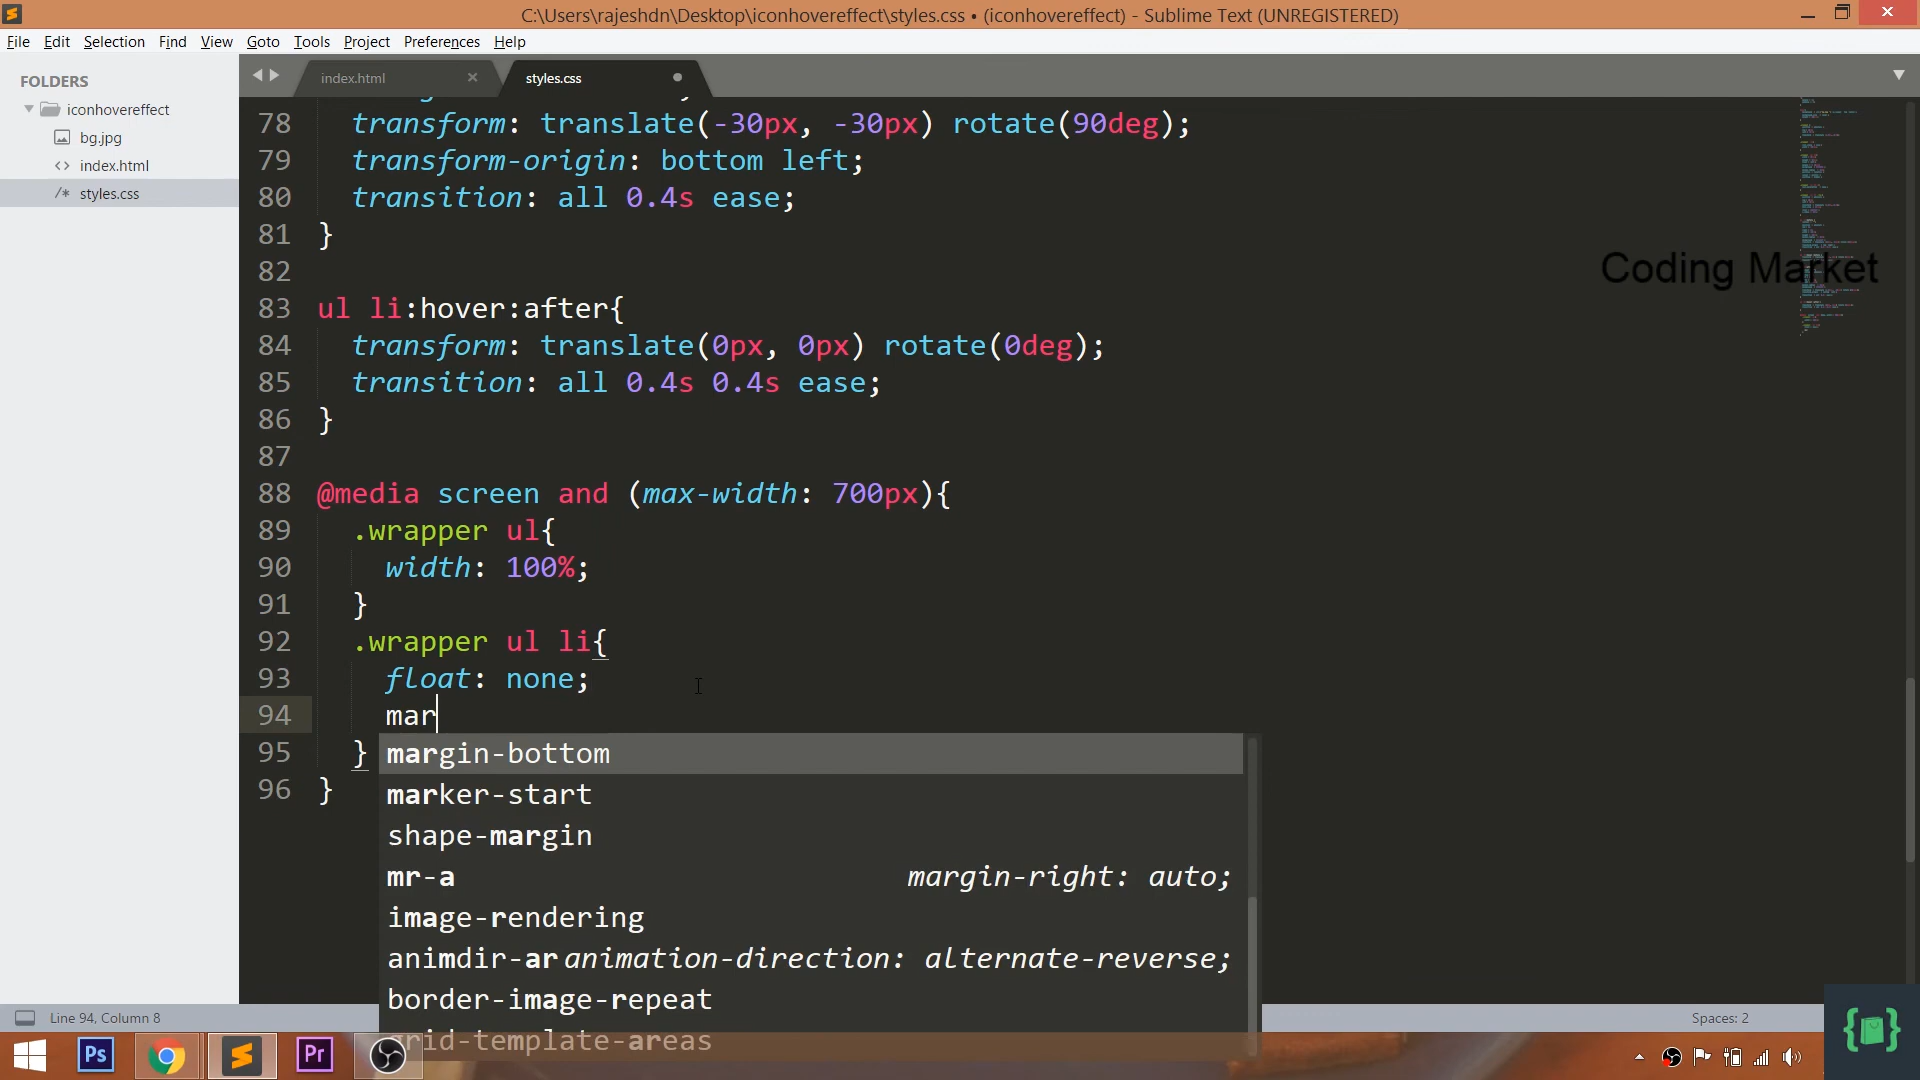 C:\Users\rajeshdn\Desktop\iconhovereffect\styles.css • (iconhovereffect) - Sublime Text (UNREGISTERED)
File Edit Selection Find View Goto Tools Project Preferences Help
FOLDERS
iconhovereffect
bg.jpg
<> index.html
/* styles.css
index.html
styles.css
78 transform: translate(-30px, -30px) rotate(90deg);
79 transform-origin: bottom left;
80 transition: all 0.4s ease;
81 }
82
83 ul li:hover:after{
84 transform: translate(0px, 0px) rotate(0deg);
85 transition: all 0.4s 0.4s ease;
86 }
87
88 @media screen and (max-width: 700px){
89 .wrapper ul{
90 width: 100%;
91 }
92 .wrapper ul li{
93 float: none;
94 mar
95 }
96 }
margin-bottom
marker-start
shape-margin
mr-a margin-right: auto;
image-rendering
animdir-ar animation-direction: alternate-reverse;
border-image-repeat
grid-template-areas
Coding Market
Line 94, Column 8
Spaces: 2
Ps
Pr